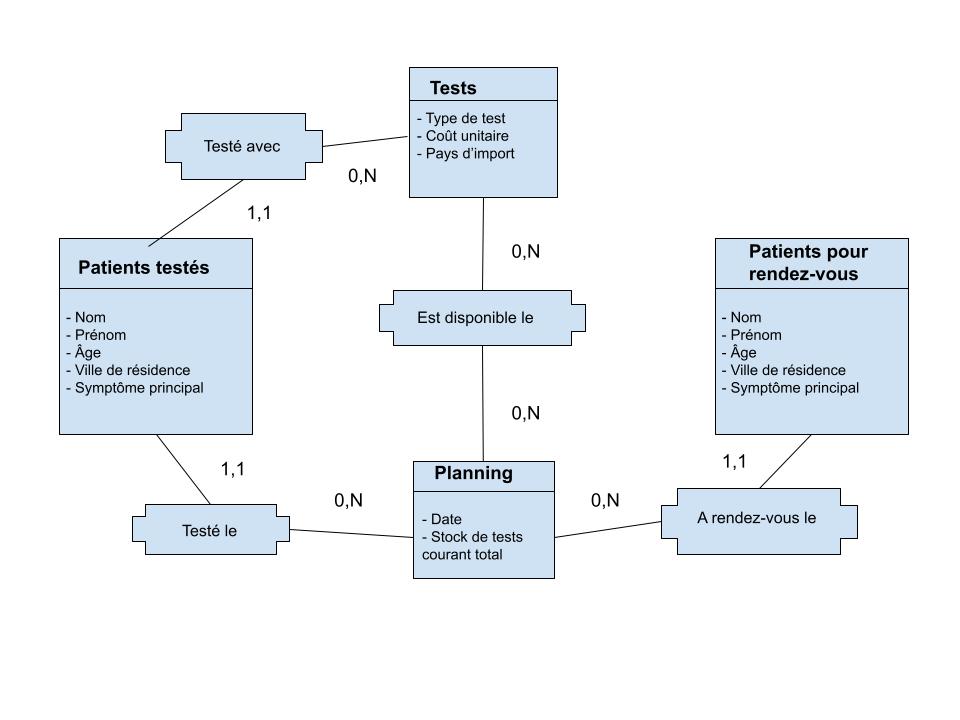 Tests
- Type de test
- Coût unitaire
- Pays d'import
Testé avec
0,N
1,1
Patients testés
- Nom
- Prénom
- Âge
- Ville de résidence
- Symptôme principal
0,N
Est disponible le
0,N
Patients pour
rendez-vous
- Nom
- Prénom
- Âge
- Ville de résidence
- Symptôme principal
1,1
Testé le
0,N
Planning
- Date
- Stock de tests
courant total
0,N
1,1
A rendez-vous le